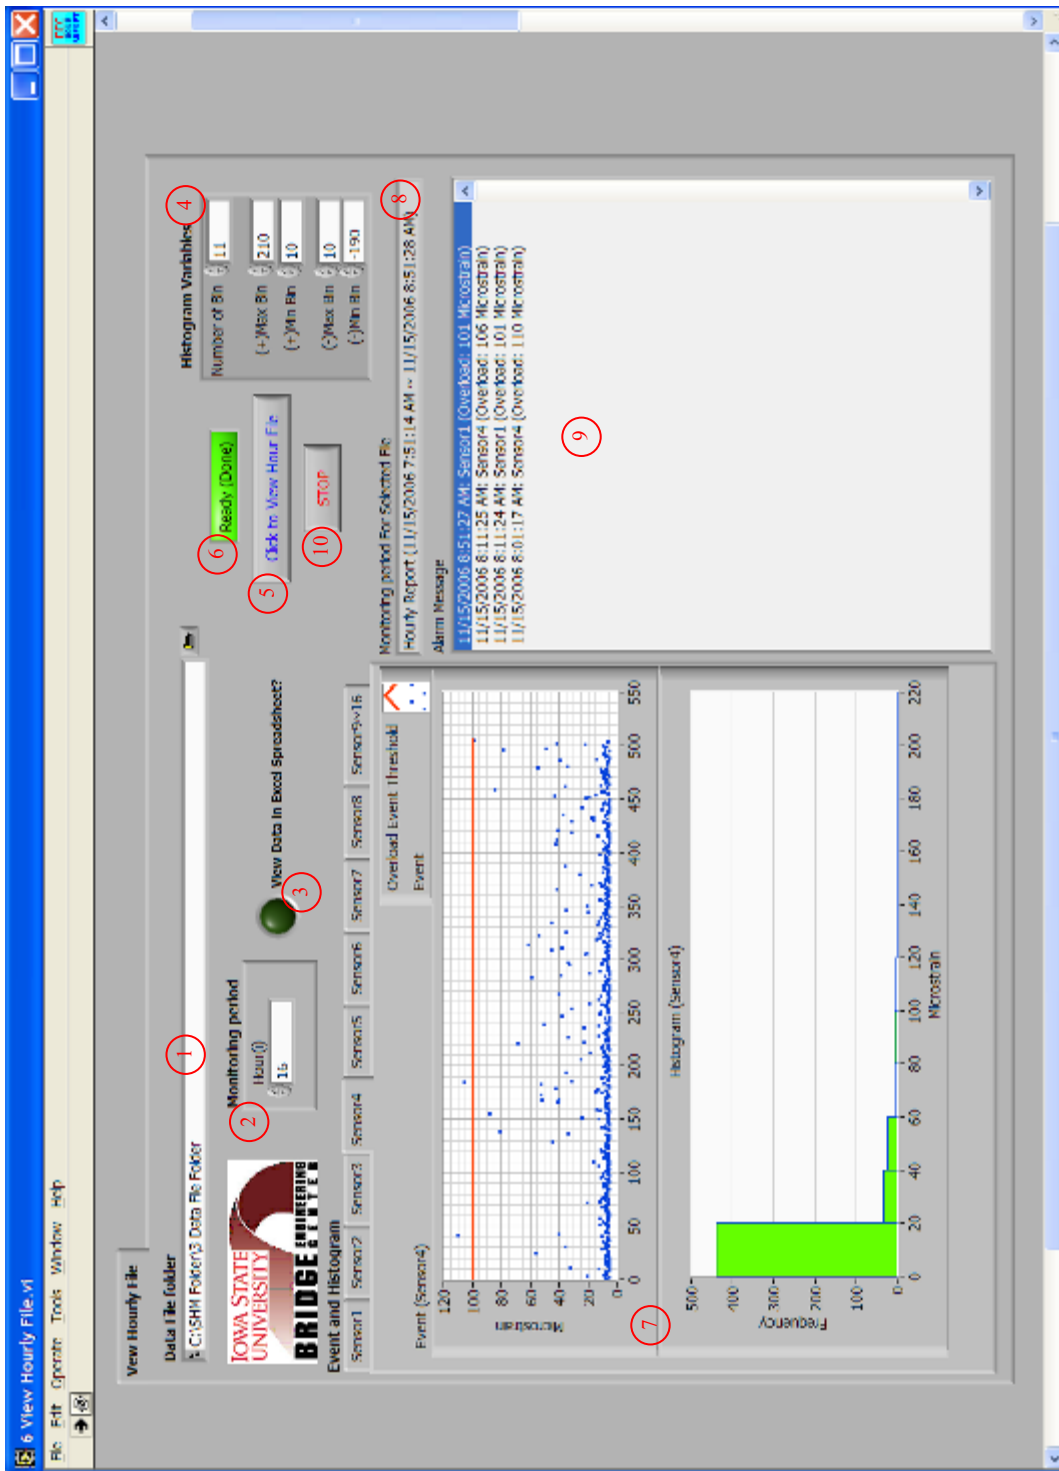 6 View Hourly File.vi
File Edit Operate Tools Window Help
View Hourly File
Data File Folder
C:\SHM Folder\3 Data File Folder
1
IOWA STATE
UNIVERSITY
BRIDGE ENGINEERING
CENTER
2
Monitoring period
Hour(i)
16
3
View Data in Excel Spreadsheet?
6
Ready (Done)
5
Click to View Hour File
10
STOP
Histogram Variables
4
Number of Bin 11
(+)Max Bin 210
(+)Min Bin 10
(-)Max Bin 10
(-)Min Bin -190
Event and Histogram
Sensor1 Sensor2 Sensor3 Sensor4 Sensor5 Sensor6 Sensor7 Sensor8 Sensor9~16
Event (Sensor4)
Overload Event Threshold
Event
Microstrain
120
100
80
60
40
20
0
0 50 100 150 200 250 300 350 400 450 500 550
7
Histogram (Sensor4)
Frequency
500
400
300
200
100
0
0 20 40 60 80 100 120 140 160 180 200 220
Microstrain
Monitoring period For Selected File
Hourly Report (11/15/2006 7:51:14 AM ~ 11/15/2006 8:51:28 AM)
8
Alarm Message
11/15/2006 8:51:27 AM: Sensor1 (Overload: 101 Microstrain)
11/15/2006 8:11:25 AM: Sensor4 (Overload: 106 Microstrain)
11/15/2006 8:11:24 AM: Sensor1 (Overload: 101 Microstrain)
11/15/2006 8:01:17 AM: Sensor4 (Overload: 110 Microstrain)
9